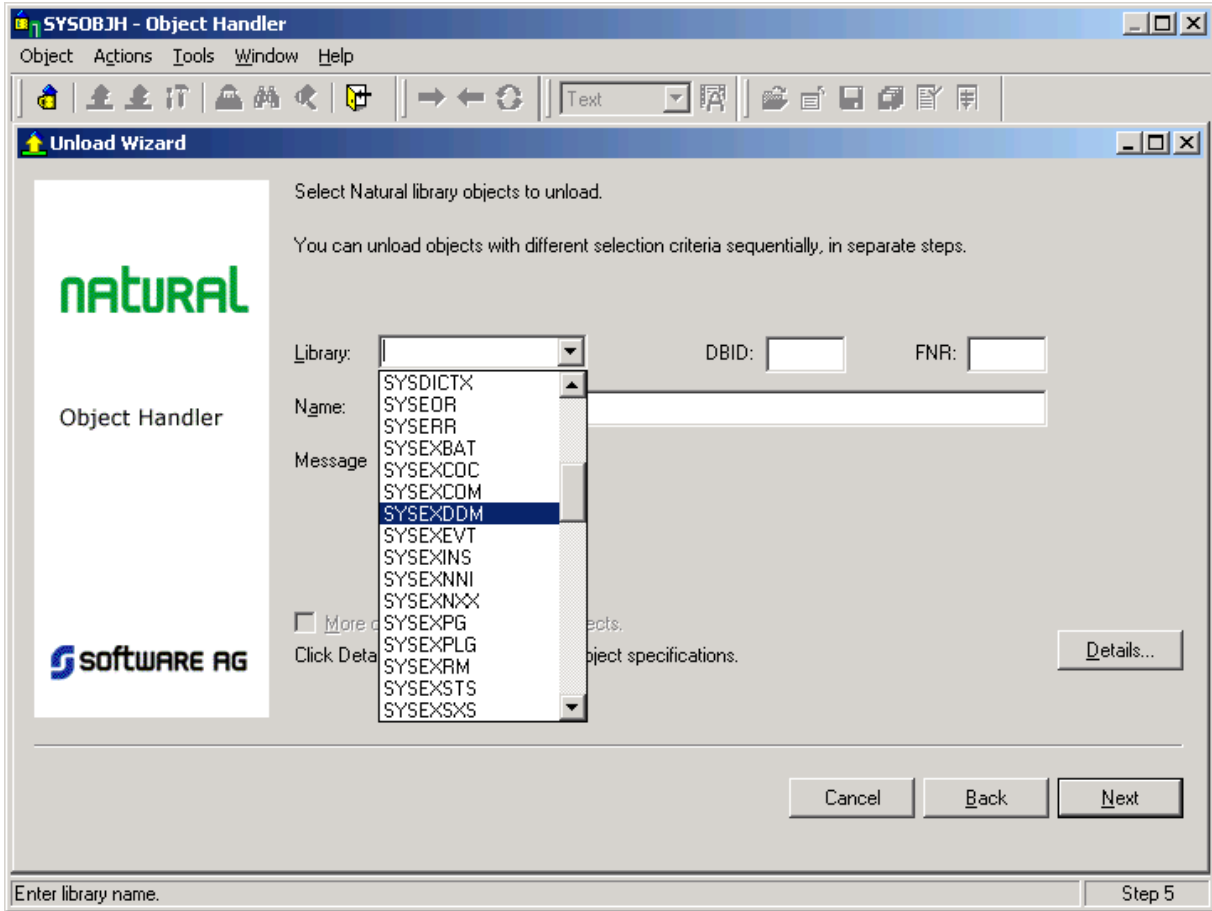 SYSOBJH - Object Handler
Object Actions Tools Window Help
Text
Unload Wizard
Select Natural library objects to unload.
You can unload objects with different selection criteria sequentially, in separate steps.
natural
Object Handler
software AG
Library: DBID: FNR:
Name:
Message
SYSDICTX
SYSEOR
SYSERR
SYSEXBAT
SYSEXCOC
SYSEXCOM
SYSEXDDM
SYSEXEVT
SYSEXINS
SYSEXNNI
SYSEXNXX
SYSEXPG
SYSEXPLG
SYSEXRM
SYSEXSTS
SYSEXSXS
More
Click object specifications.
Details...
Cancel Back Next
Enter library name. Step 5